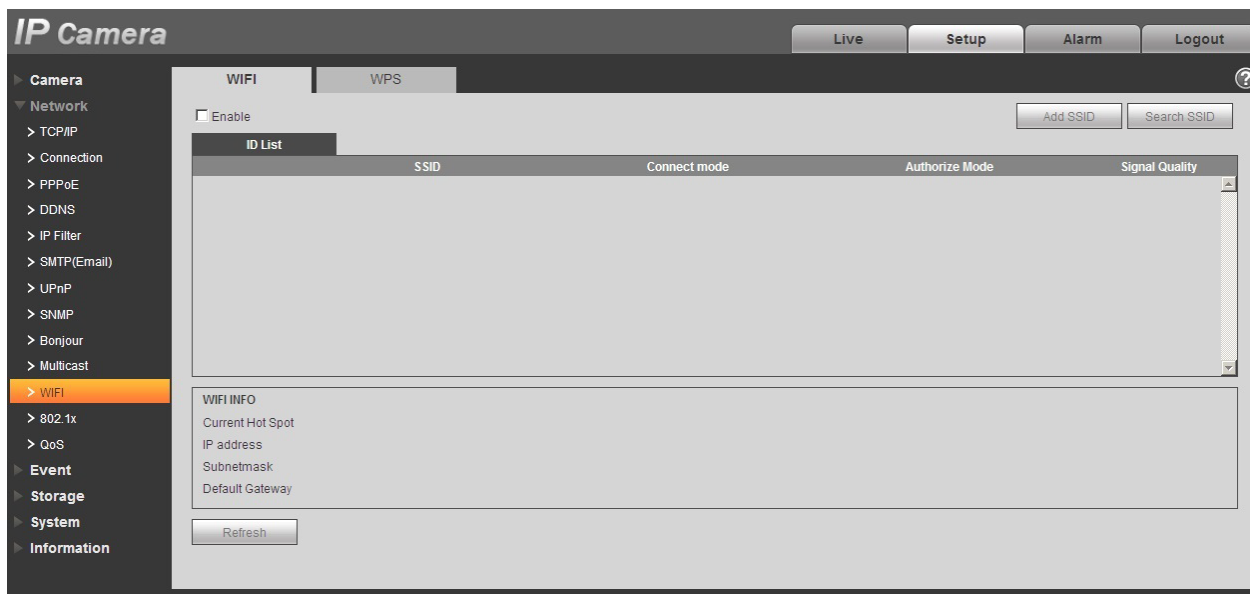 IP Camera
Live Setup Alarm Logout
Camera
Network
TCP/IP
Connection
PPPoE
DDNS
IP Filter
SMTP(Email)
UPnP
SNMP
Bonjour
Multicast
WIFI
802.1x
QoS
Event
Storage
System
Information
WIFI WPS
?
Enable Add SSID Search SSID
ID List
SSID Connect mode Authorize Mode Signal Quality
WIFI INFO
Current Hot Spot
IP address
Subnetmask
Default Gateway
Refresh